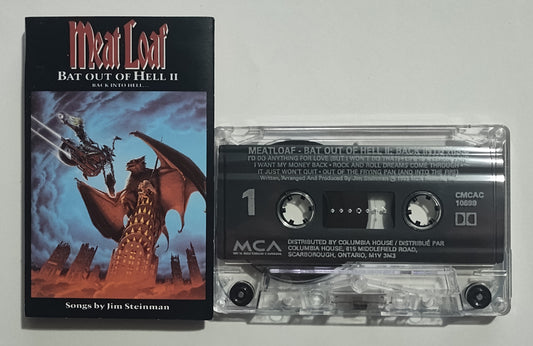 Meat Loaf
BAT OUT OF HELL II
BACK INTO HELL...
Songs by Jim Steinman
MEATLOAF - BAT OUT OF HELL II: BACK INTO HELL
I'D DO ANYTHING FOR LOVE (BUT I WON'T DO THAT)
I WANT MY MONEY BACK • ROCK AND ROLL DREAMS COME THROUGH
IT JUST WON'T QUIT • OUT OF THE FRYING PAN (AND INTO THE FIRE)
Written, Arranged And Produced By Jim Steinman
1
CMCAC
10699
MCA
DISTRIBUTED BY COLUMBIA HOUSE / DISTRIBUÉ PAR
COLUMBIA HOUSE, 815 MIDDLEFIELD ROAD,
SCARBOROUGH, ONTARIO, M1V